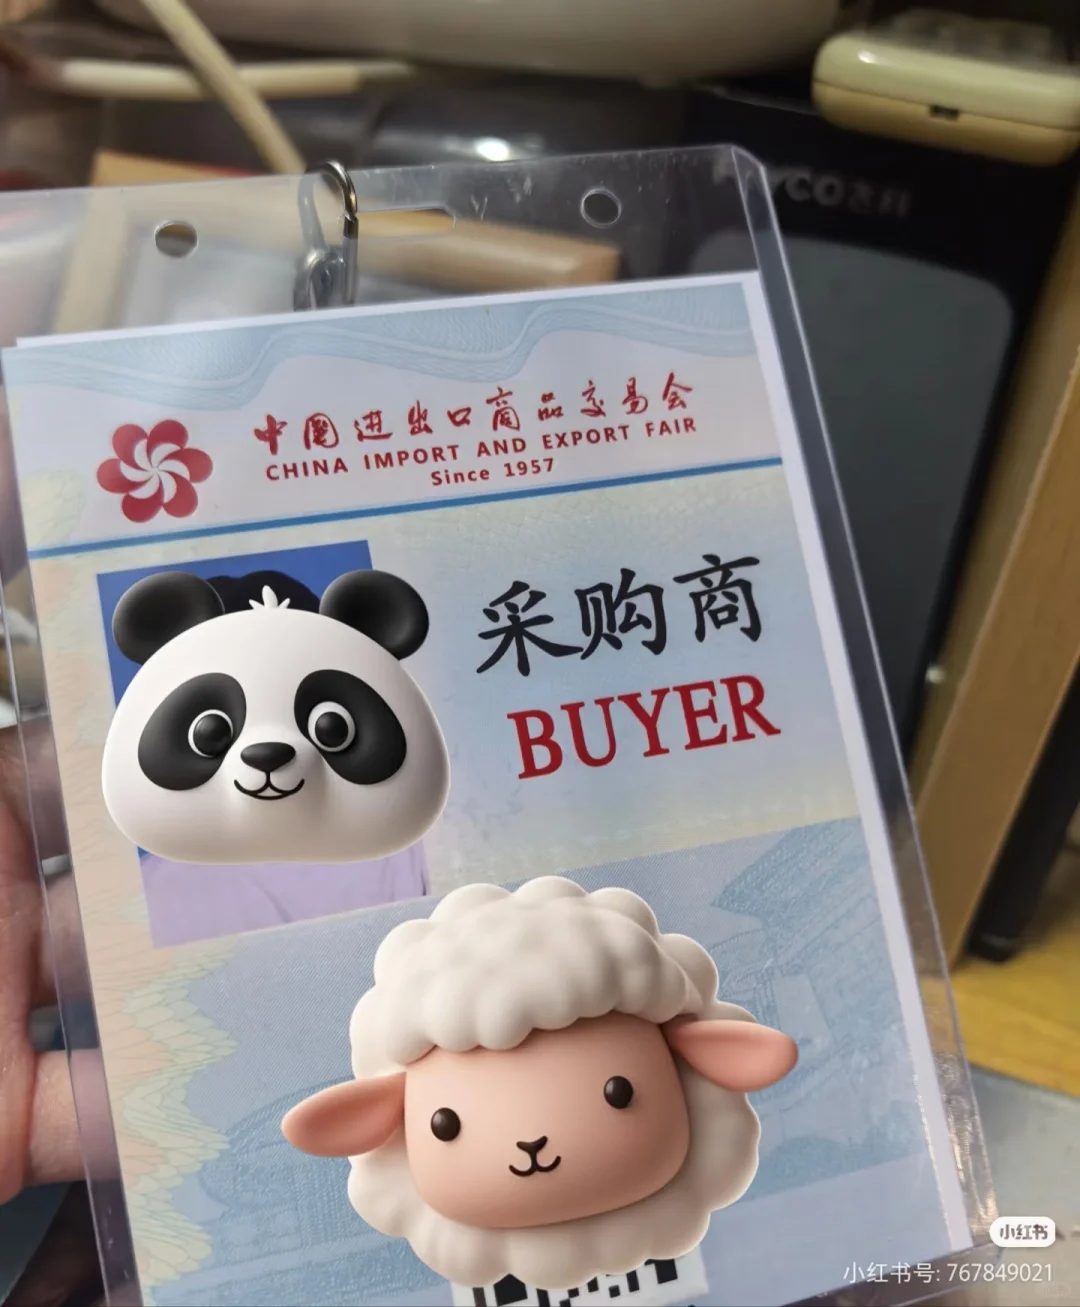 中国进出口商品交易会
CHINA IMPORT AND EXPORT FAIR
Since 1957
采购商
BUYER
小红书
小红书号: 767849021